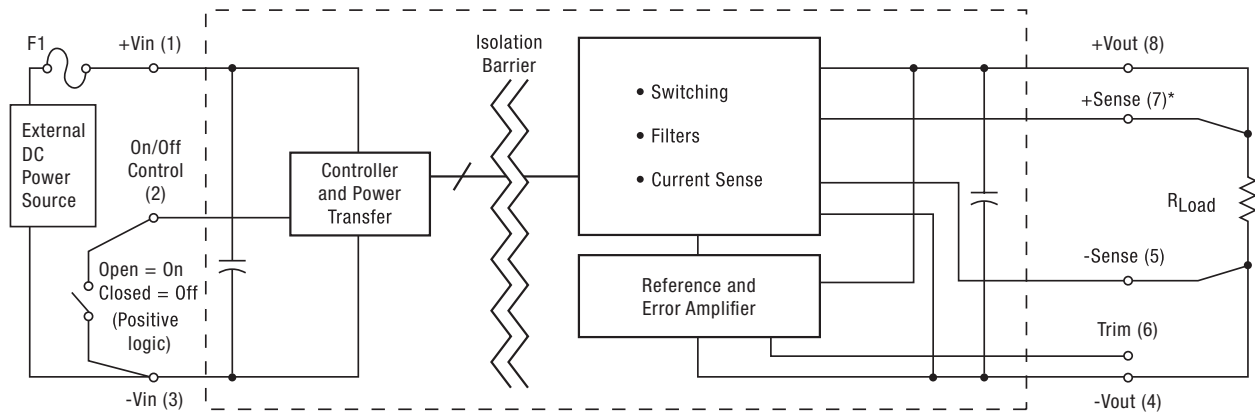 F1
+Vin (1)
External
DC
Power
Source
On/Off
Control
(2)
Open = On
Closed = Off
(Positive
logic)
-Vin (3)
Controller
and Power
Transfer
Isolation
Barrier
• Switching
• Filters
• Current Sense
Reference and
Error Amplifier
+Vout (8)
+Sense (7)*
RLoad
-Sense (5)
Trim (6)
-Vout (4)